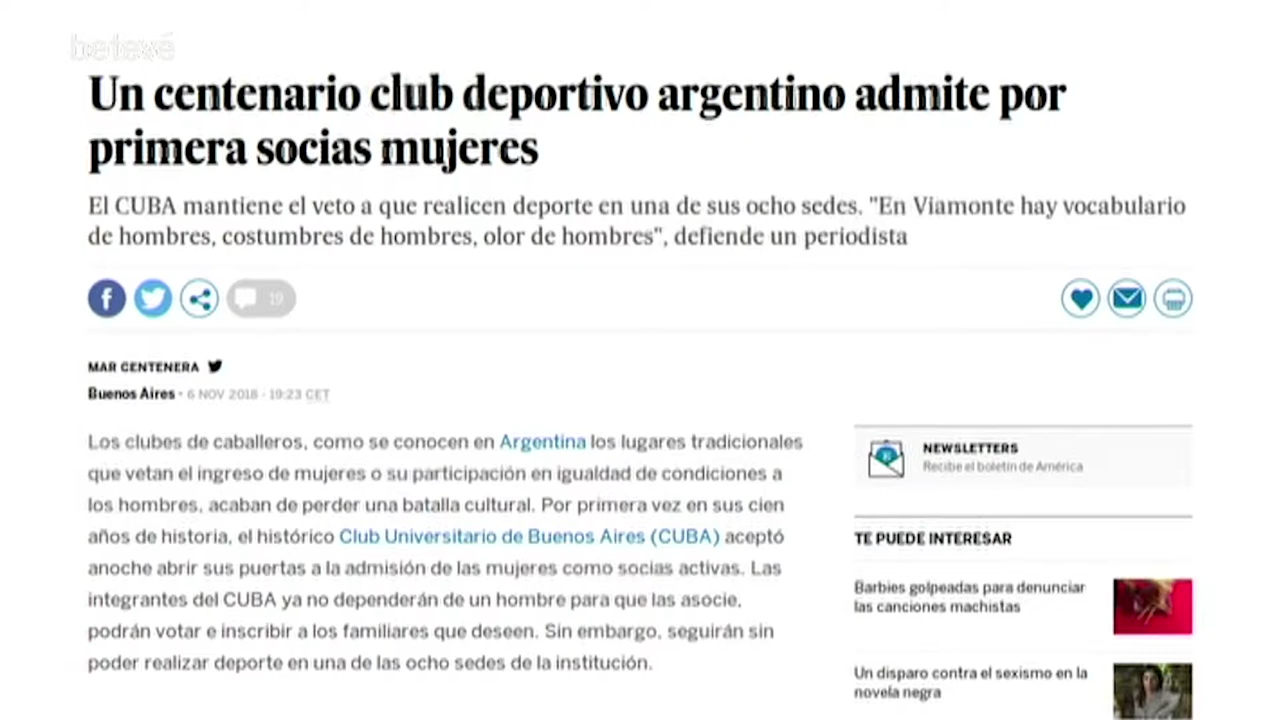 betevé
Un centenario club deportivo argentino admite por
primera socias mujeres
El CUBA mantiene el veto a que realicen deporte en una de sus ocho sedes. "En Viamonte hay vocabulario
de hombres, costumbres de hombres, olor de hombres", defiende un periodista
19
MAR CENTENERA
Buenos Aires - 6 NOV 2018 - 19:23 CET
Los clubes de caballeros, como se conocen en Argentina los lugares tradicionales
que vetan el ingreso de mujeres o su participación en igualdad de condiciones a
los hombres, acaban de perder una batalla cultural. Por primera vez en sus cien
años de historia, el histórico Club Universitario de Buenos Aires (CUBA) aceptó
anoche abrir sus puertas a la admisión de las mujeres como socias activas. Las
integrantes del CUBA ya no dependerán de un hombre para que las asocie,
podrán votar e inscribir a los familiares que deseen. Sin embargo, seguirán sin
poder realizar deporte en una de las ocho sedes de la institución.
NEWSLETTERS
Recibe el boletín de América
TE PUEDE INTERESAR
Barbies golpeadas para denunciar
las canciones machistas
Un disparo contra el sexismo en la
novela negra